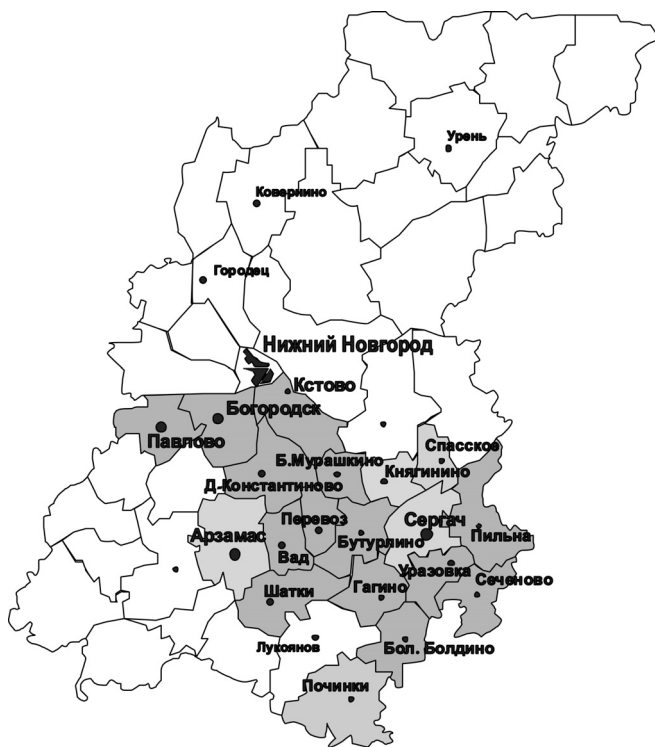 Урень
Ковернино
Городец
Нижний Новгород
Кстово
Богородск
Павлово
Спасское
Б.Мурашкино
Княгинино
Д-Константиново
Перевоз
Сергач
Арзамас
Бутурлино
Пильна
Вад
Уразовка
Сеченово
Шатки
Гагино
Лукоянов
Бол. Болдино
Починки